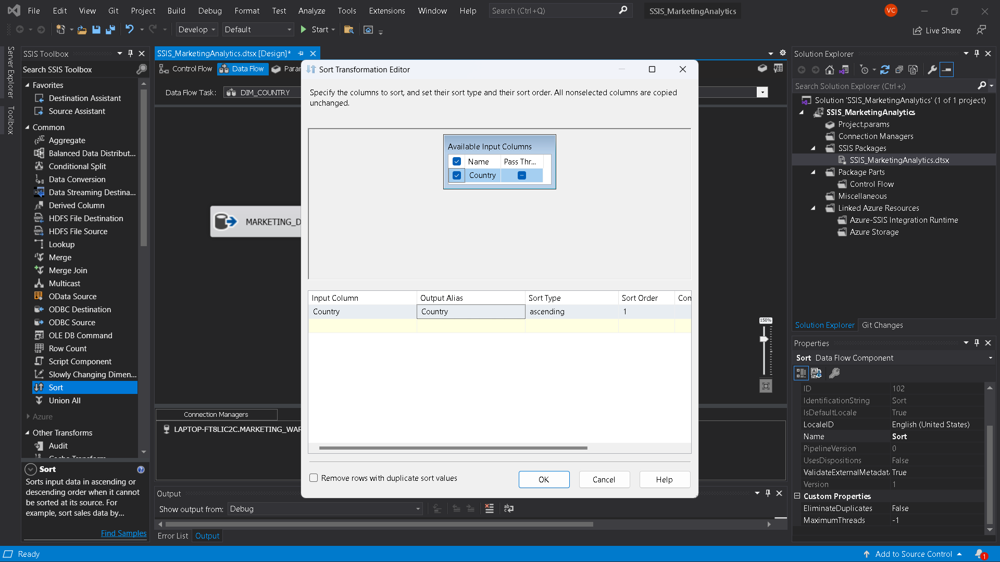 File Edit View Git Project Build Debug Format Test Analyze Tools Extensions Window Help Search (Ctrl+Q) SSIS_MarketingAnalytics VC
Develop Default Start Live Share
Server Explorer
Toolbox
SSIS Toolbox
Search SSIS Toolbox
Favorites
Destination Assistant
Source Assistant
Common
Aggregate
Balanced Data Distribut...
Conditional Split
Data Conversion
Data Streaming Destina...
Derived Column
HDFS File Destination
HDFS File Source
Lookup
Merge
Merge Join
Multicast
OData Source
ODBC Destination
ODBC Source
OLE DB Command
Row Count
Script Component
Slowly Changing Dimen...
Sort
Union All
Azure
Other Transforms
Audit
Sort
Sorts input data in ascending or
descending order when it cannot
be sorted at its source. For
example, sort sales data by...
Find Samples
SSIS_MarketingAnalytics.dtsx [Design]*
Control Flow Data Flow Paran
Data Flow Task: DIM_COUNTRY
MARKETING_D
150%
Connection Managers
LAPTOP-FT8LIC2C.MARKETING_WAR
Sort Transformation Editor
Specify the columns to sort, and set their sort type and their sort order. All nonselected columns are copied
unchanged.
Available Input Columns
Name Pass Thr...
Country
Input Column Output Alias Sort Type Sort Order Con
Country Country ascending 1
Remove rows with duplicate sort values
OK Cancel Help
Output
Show output from: Debug
Error List Output
Solution Explorer
Search Solution Explorer (Ctrl+;)
Solution 'SSIS_MarketingAnalytics' (1 of 1 project)
SSIS_MarketingAnalytics
Project.params
Connection Managers
SSIS Packages
SSIS_MarketingAnalytics.dtsx
Package Parts
Control Flow
Miscellaneous
Linked Azure Resources
Azure-SSIS Integration Runtime
Azure Storage
Solution Explorer Git Changes
Properties
Sort Data Flow Component
ID 102
IdentificationString Sort
IsDefaultLocale True
LocaleID English (United States)
Name Sort
PipelineVersion 0
UsesDispositions False
ValidateExternalMetadat True
Version 1
Custom Properties
EliminateDuplicates False
MaximumThreads -1
Ready Add to Source Control 1